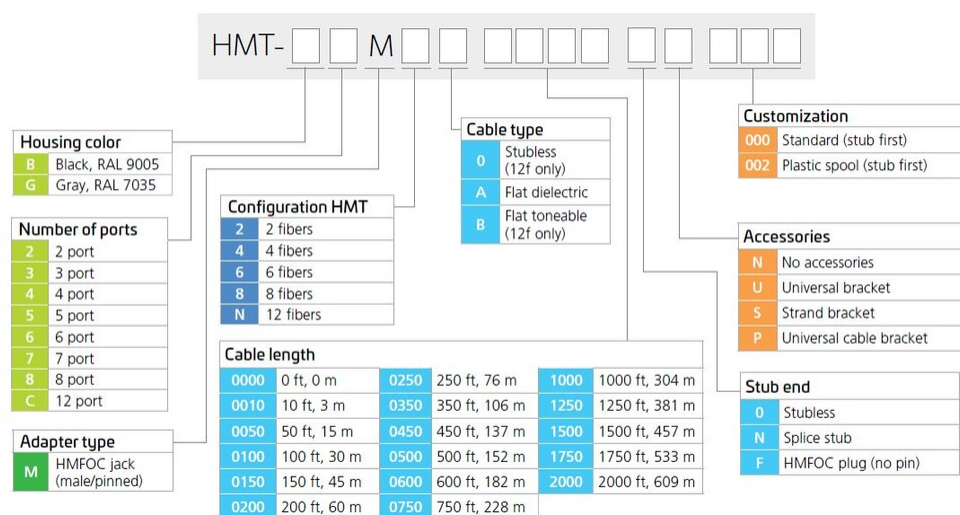 HMT- M
Housing color
B Black, RAL 9005
G Gray, RAL 7035
Number of ports
2 2 port
3 3 port
4 4 port
5 5 port
6 6 port
7 7 port
8 8 port
C 12 port
Adapter type
M HMFOC jack
(male/pinned)
Configuration HMT
2 2 fibers
4 4 fibers
6 6 fibers
8 8 fibers
N 12 fibers
Cable type
0 Stubless
(12f only)
A Flat dielectric
B Flat toneable
(12f only)
Cable length
0000 0 ft, 0 m 0250 250 ft, 76 m 1000 1000 ft, 304 m
0010 10 ft, 3 m 0350 350 ft, 106 m 1250 1250 ft, 381 m
0050 50 ft, 15 m 0450 450 ft, 137 m 1500 1500 ft, 457 m
0100 100 ft, 30 m 0500 500 ft, 152 m 1750 1750 ft, 533 m
0150 150 ft, 45 m 0600 600 ft, 182 m 2000 2000 ft, 609 m
0200 200 ft, 60 m 0750 750 ft, 228 m
Customization
000 Standard (stub first)
002 Plastic spool (stub first)
Accessories
N No accessories
U Universal bracket
S Strand bracket
P Universal cable bracket
Stub end
0 Stubless
N Splice stub
F HMFOC plug (no pin)